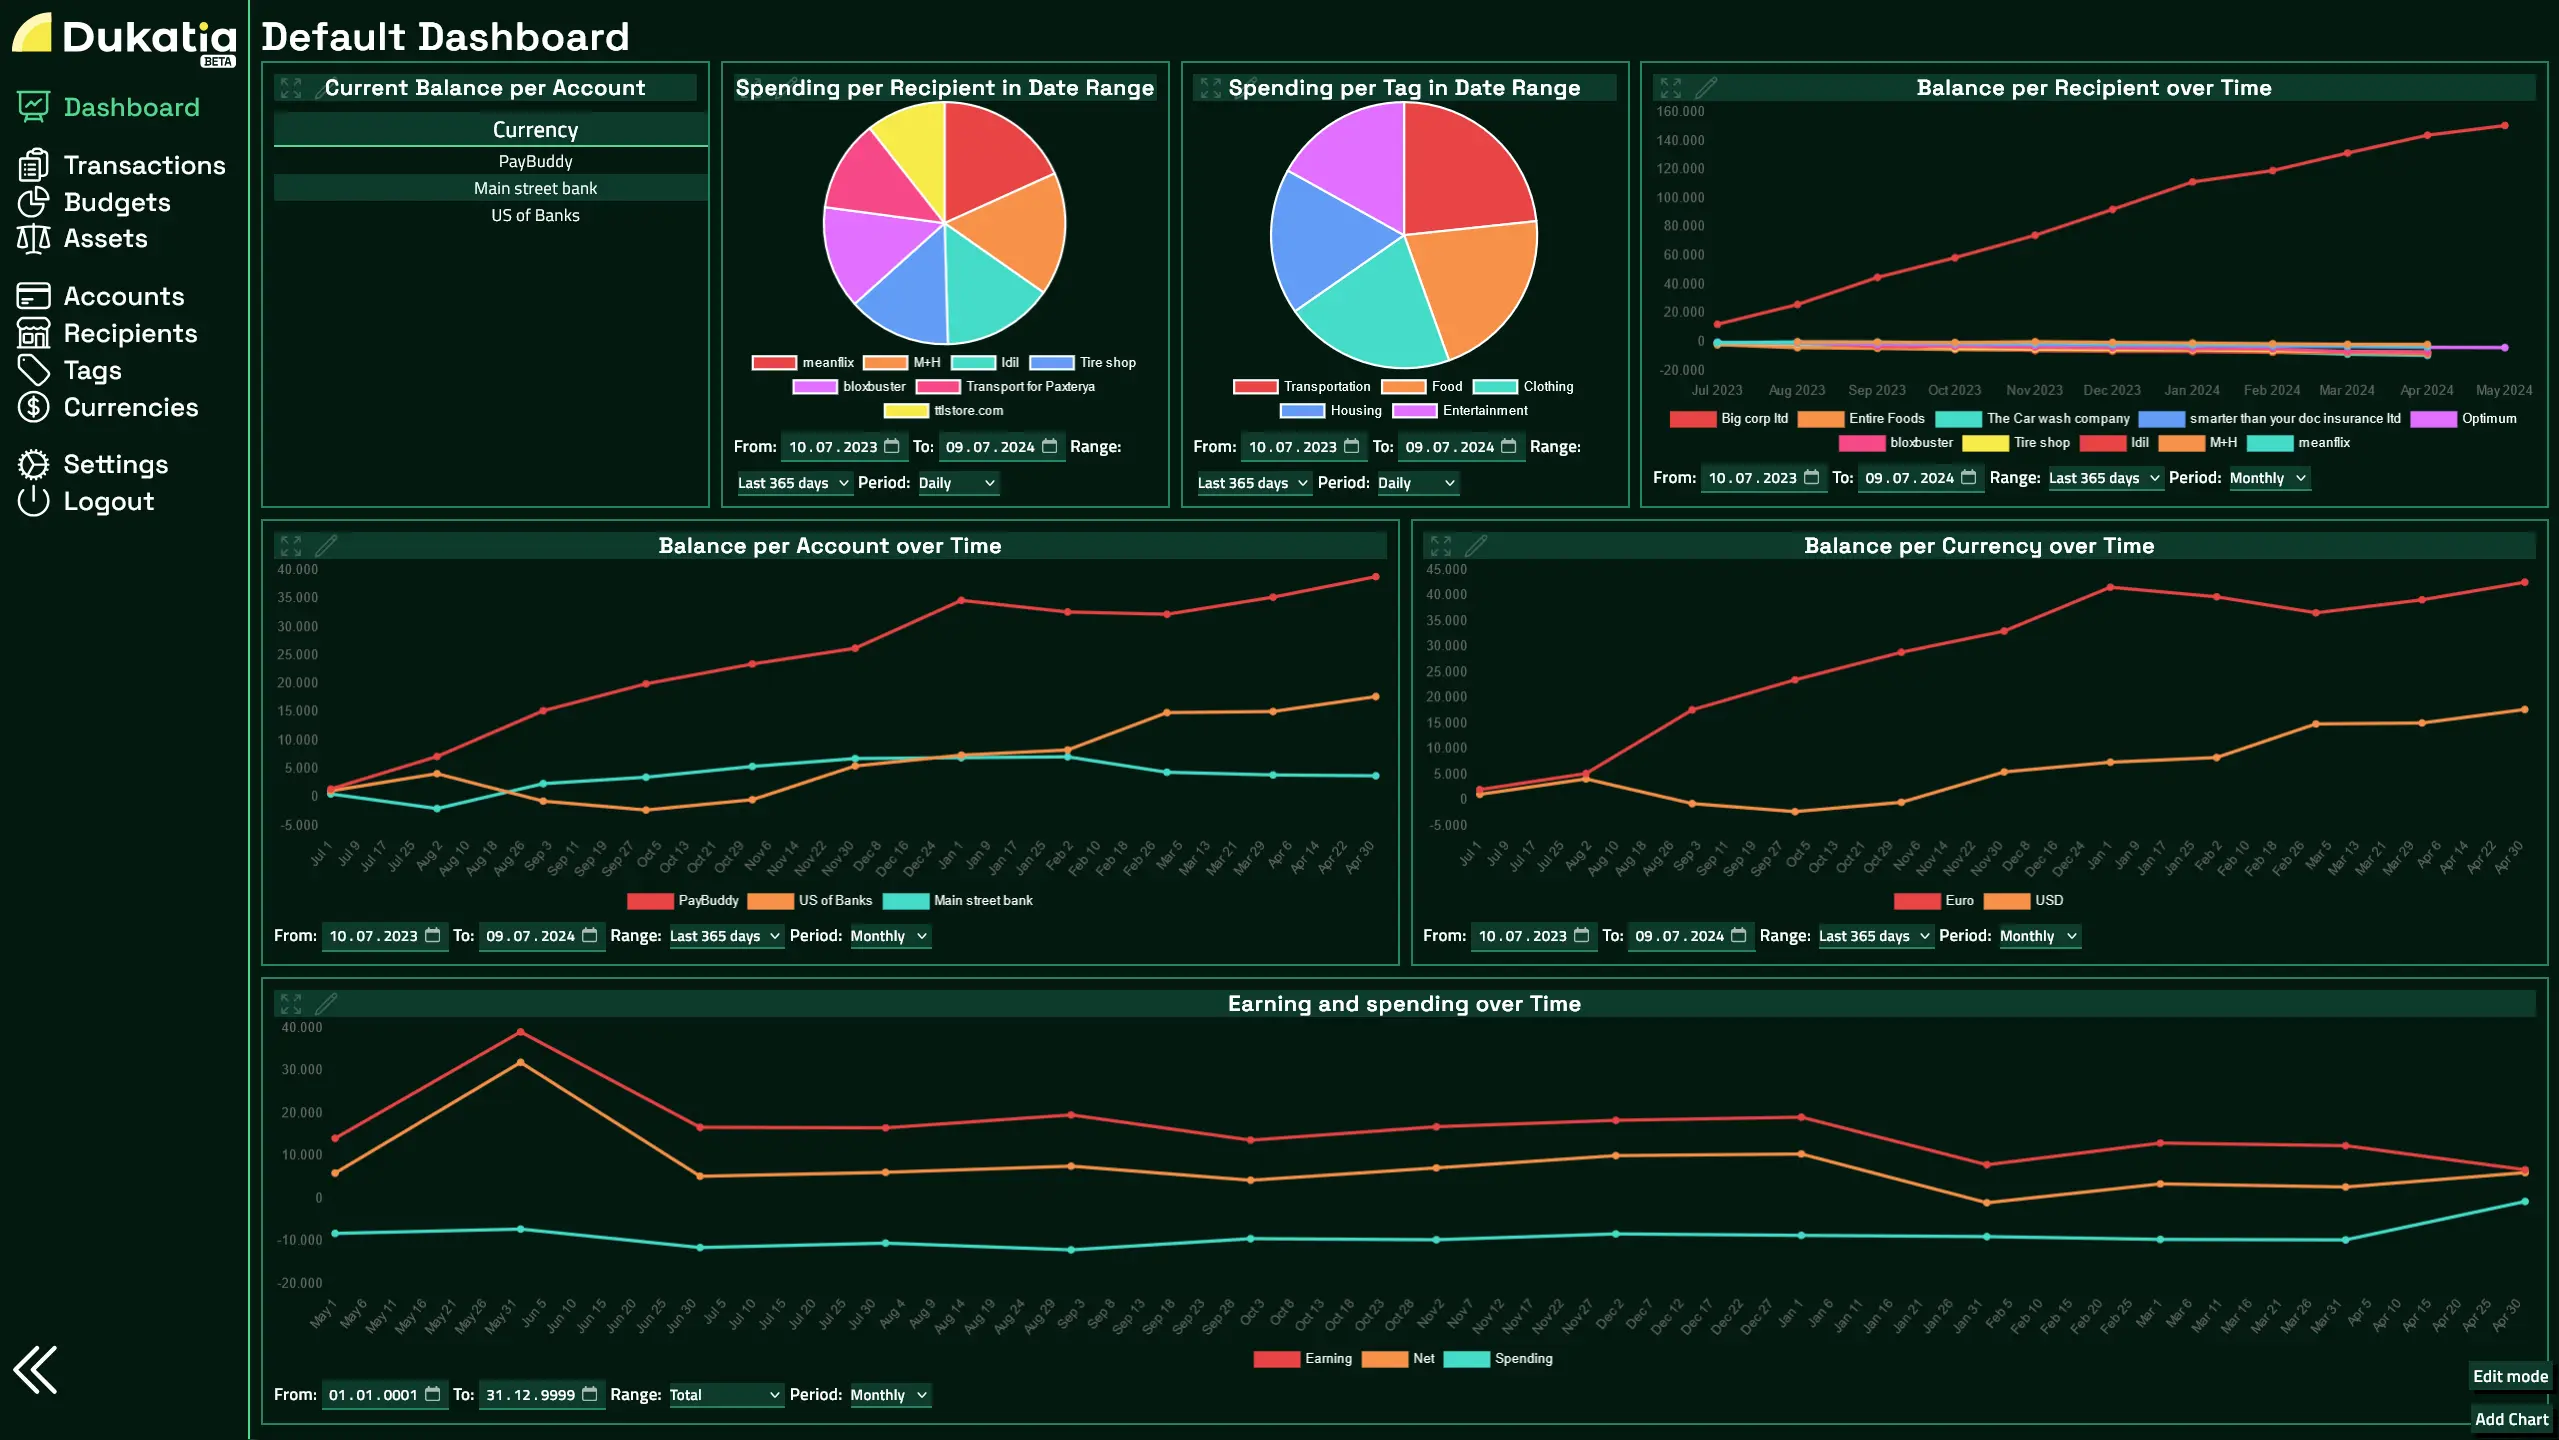 Dukatia
BETA
Dashboard
Transactions
Budgets
Assets
Accounts
Recipients
Tags
Currencies
Settings
Logout
Default Dashboard
Current Balance per Account
Currency
PayBuddy
Main street bank
US of Banks
Spending per Recipient in Date Range
meanflix M+H Idil Tire shop
bloxbuster Transport for Paxterya
ttlstore.com
From: 10.07.2023 To: 09.07.2024 Range:
Last 365 days Period: Daily
Spending per Tag in Date Range
Transportation Food Clothing
Housing Entertainment
From: 10.07.2023 To: 09.07.2024 Range:
Last 365 days Period: Daily
Balance per Recipient over Time
160.000
140.000
120.000
100.000
80.000
60.000
40.000
20.000
0
-20.000
Jul 2023 Aug 2023 Sep 2023 Oct 2023 Nov 2023 Dec 2023 Jan 2024 Feb 2024 Mar 2024 Apr 2024 May 2024
Big corp ltd Entire Foods The Car wash company smarter than your doc insurance ltd Optimum
bloxbuster Tire shop Idil M+H meanflix
From: 10.07.2023 To: 09.07.2024 Range: Last 365 days Period: Monthly
Balance per Account over Time
40.000
35.000
30.000
25.000
20.000
15.000
10.000
5.000
0
-5.000
Jul 1 Jul 9 Jul 17 Jul 25 Aug 2 Aug 10 Aug 18 Aug 26 Sep 3 Sep 11 Sep 19 Sep 27 Oct 5 Oct 13 Oct 21 Oct 29 Nov 6 Nov 14 Nov 22 Nov 30 Dec 8 Dec 16 Dec 24 Jan 1 Jan 9 Jan 17 Jan 25 Feb 2 Feb 10 Feb 18 Feb 26 Mar 5 Mar 13 Mar 21 Mar 29 Apr 6 Apr 14 Apr 22 Apr 30
PayBuddy US of Banks Main street bank
From: 10.07.2023 To: 09.07.2024 Range: Last 365 days Period: Monthly
Balance per Currency over Time
45.000
40.000
35.000
30.000
25.000
20.000
15.000
10.000
5.000
0
-5.000
Jul 1 Jul 9 Jul 17 Jul 25 Aug 2 Aug 10 Aug 18 Aug 26 Sep 3 Sep 11 Sep 19 Sep 27 Oct 5 Oct 13 Oct 21 Oct 29 Nov 6 Nov 14 Nov 22 Nov 30 Dec 8 Dec 16 Dec 24 Jan 1 Jan 9 Jan 17 Jan 25 Feb 2 Feb 10 Feb 18 Feb 26 Mar 5 Mar 13 Mar 21 Mar 29 Apr 6 Apr 14 Apr 22 Apr 30
Euro USD
From: 10.07.2023 To: 09.07.2024 Range: Last 365 days Period: Monthly
Earning and spending over Time
40.000
30.000
20.000
10.000
0
-10.000
-20.000
May 1 May 6 May 11 May 16 May 21 May 26 May 31 Jun 5 Jun 10 Jun 15 Jun 20 Jun 25 Jun 30 Jul 5 Jul 10 Jul 15 Jul 20 Jul 25 Jul 30 Aug 4 Aug 9 Aug 14 Aug 19 Aug 24 Aug 29 Sep 3 Sep 8 Sep 13 Sep 18 Sep 23 Sep 28 Oct 3 Oct 8 Oct 13 Oct 18 Oct 23 Oct 28 Nov 2 Nov 7 Nov 12 Nov 17 Nov 22 Nov 27 Dec 2 Dec 7 Dec 12 Dec 17 Dec 22 Dec 27 Jan 1 Jan 6 Jan 11 Jan 16 Jan 21 Jan 26 Jan 31 Feb 5 Feb 10 Feb 15 Feb 20 Feb 25 Mar 1 Mar 6 Mar 11 Mar 16 Mar 21 Mar 26 Mar 31 Apr 5 Apr 10 Apr 15 Apr 20 Apr 25 Apr 30
Earning Net Spending
From: 01.01.0001 To: 31.12.9999 Range: Total Period: Monthly
Edit mode
Add Chart